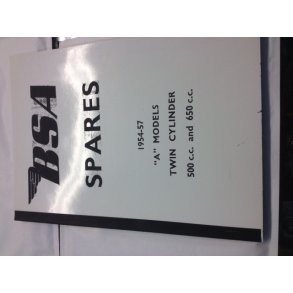 BSA
SPARES
1954-57
"A" MODELS
TWIN CYLINDER
500 c.c. and 650 c.c.